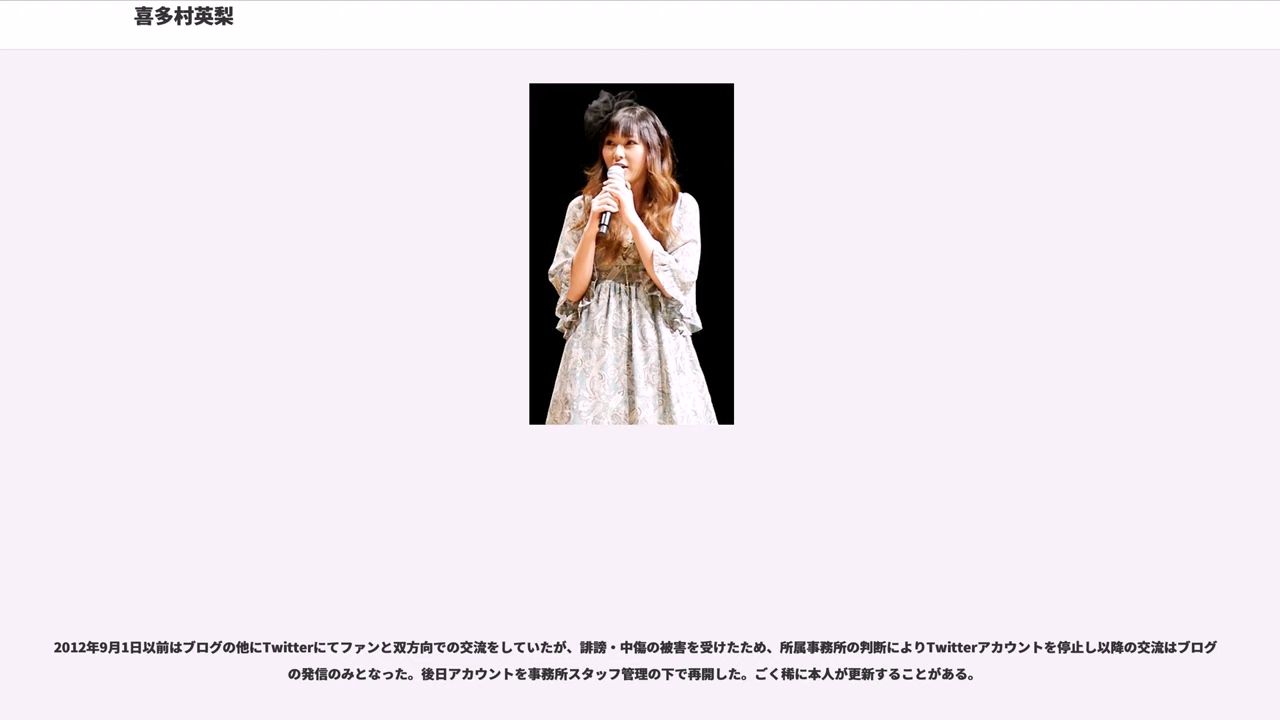 喜多村英梨
2012年9月1日以前はブログの他にTwitterにてファンと双方向での交流をしていたが、誹謗・中傷の被害を受けたため、所属事務所の判断によりTwitterアカウントを停止し以降の交流はブログ
の発信のみとなった。後日アカウントを事務所スタッフ管理の下で再開した。ごく稀に本人が更新することがある。